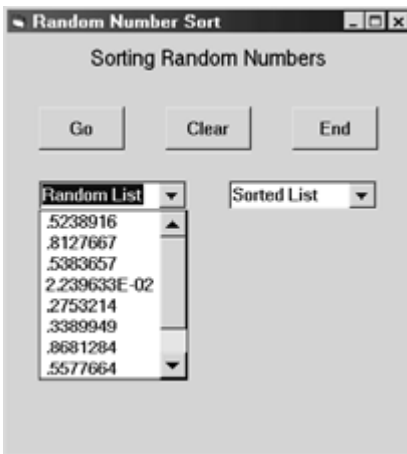 Random Number Sort
Sorting Random Numbers
Go Clear End
Random List Sorted List
.5238916
.8127667
.5383657
2.239633E-02
.2753214
.3389949
.8681284
.5577664